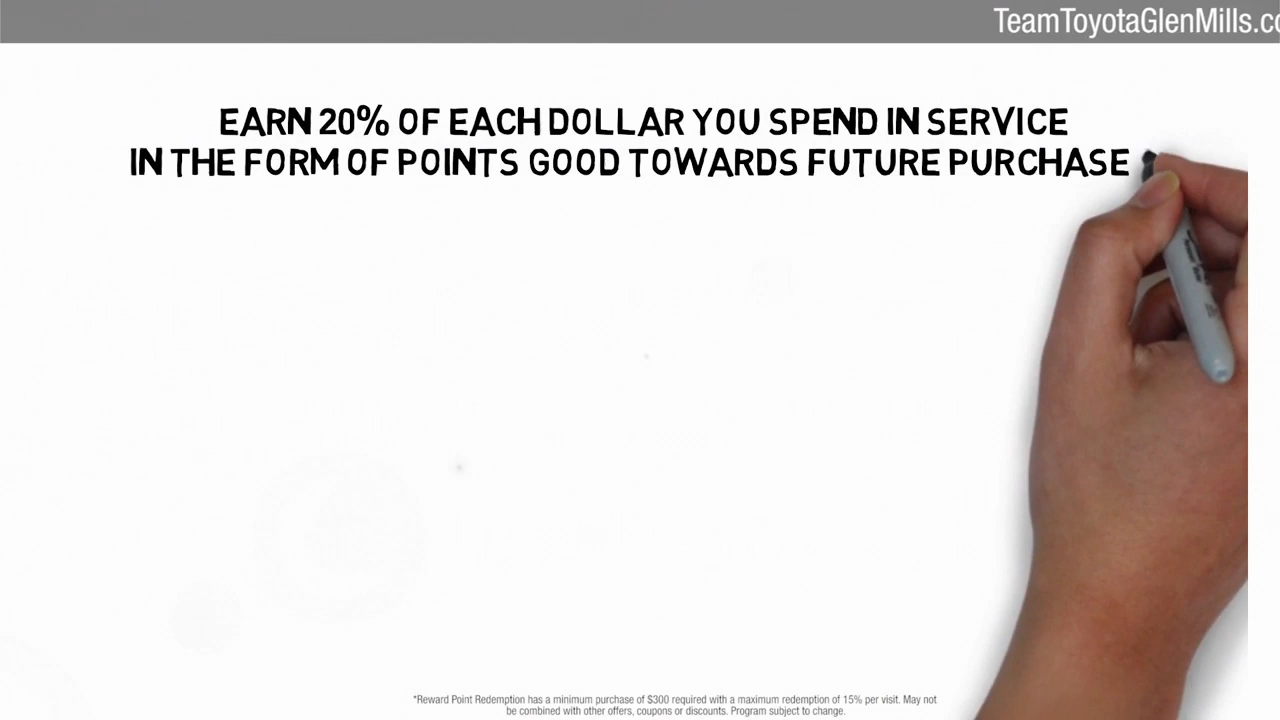 TeamToyotaGlenMills.co
EARN 20% OF EACH DOLLAR YOU SPEND IN SERVICE
IN THE FORM OF POINTS GOOD TOWARDS FUTURE PURCHASE
*Reward Point Redemption has a minimum purchase of $300 required with a maximum redemption of 15% per visit. May not
be combined with other offers, coupons or discounts. Program subject to change.